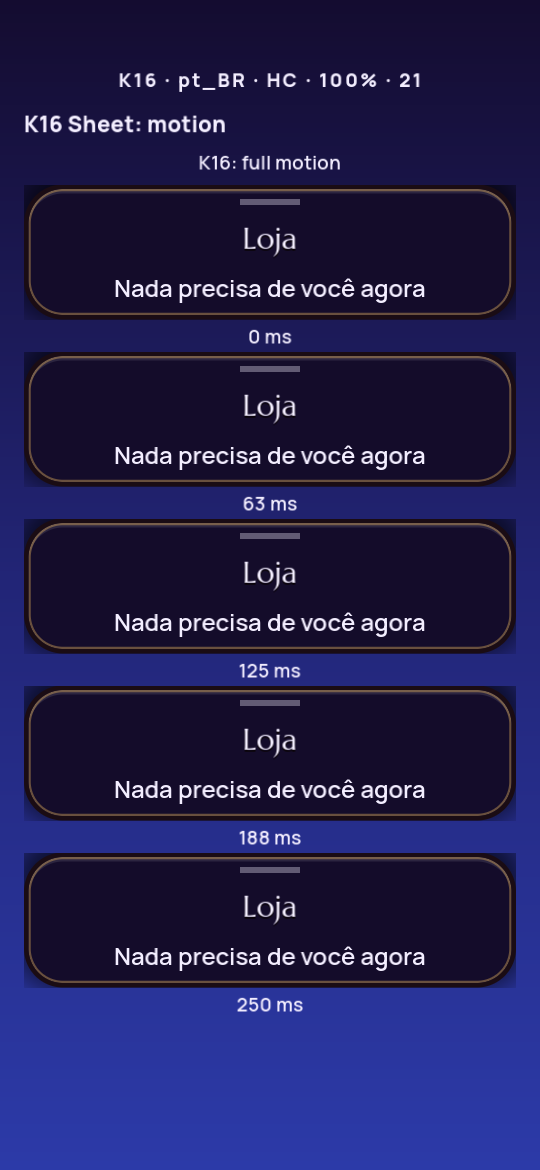 K16 · pt_BR · HC · 100% · 21
K16 Sheet: motion
K16: full motion
Loja
Nada precisa de você agora
0 ms
Loja
Nada precisa de você agora
63 ms
Loja
Nada precisa de você agora
125 ms
Loja
Nada precisa de você agora
188 ms
Loja
Nada precisa de você agora
250 ms